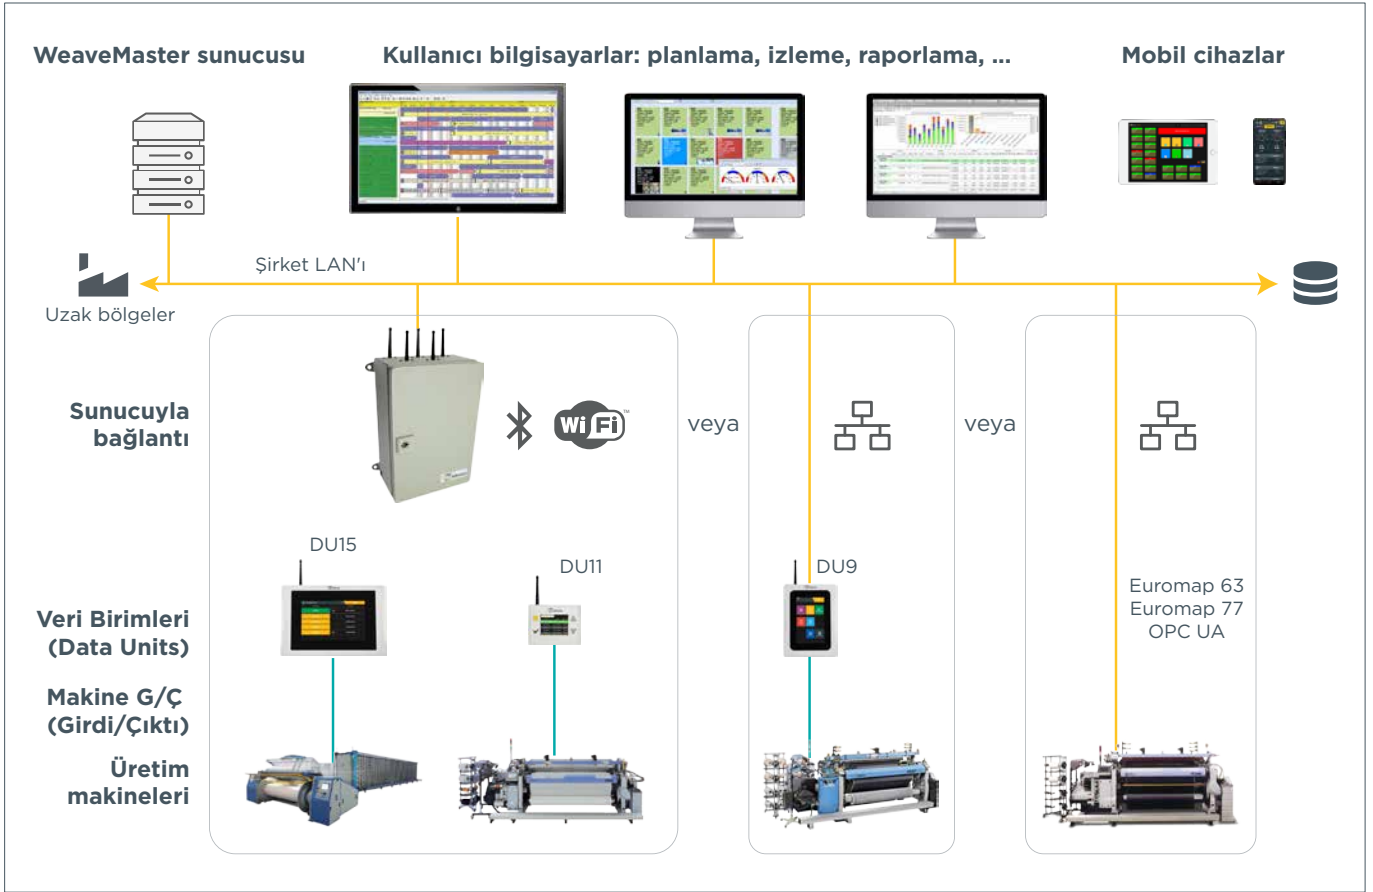 WeaveMaster sunucusu
Kullanıcı bilgisayarlar: planlama, izleme, raporlama, ...
Mobil cihazlar
Şirket LAN'ı
Uzak bölgeler
Sunucuyla
bağlantı
Wi Fi
veya
veya
DU15
DU11
DU9
Euromap 63
Euromap 77
OPC UA
Veri Birimleri
(Data Units)
Makine G/Ç
(Girdi/Çıktı)
Üretim
makineleri